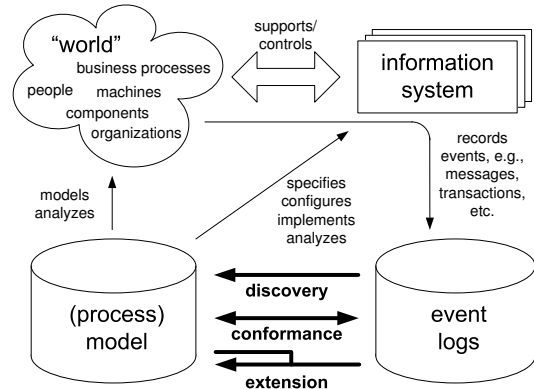 “world”
business processes
people
machines
components
organizations
supports/
controls
information
system
records
events, e.g.,
messages,
transactions,
etc.
models
analyzes
specifies
configures
implements
analyzes
(process)
model
discovery
conformance
extension
event
logs